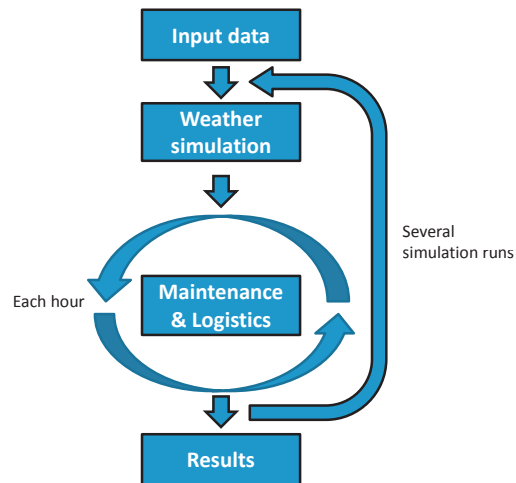 Input data
Weather
simulation
Several
simulation runs
Each hour
Maintenance
& Logistics
Results